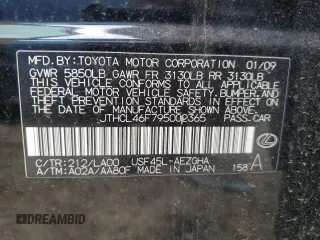 MFD. BY: TOYOTA MOTOR CORPORATION 01/09
GVWR 5850LB GAWR FR 3130LB RR 3130LB
THIS VEHICLE CONFORMS TO ALL APPLICABLE
FEDERAL MOTOR VEHICLE SAFETY, BUMPER, AND
THEFT PREVENTION STANDARDS IN EFFECT ON
THE DATE OF MANUFACTURE SHOWN ABOVE.
JTHCL46F795002365 PASS-CAR
C/TR: 212/LA00 USF45L-AEZGHA
A/TM: A02A/AA80F MADE IN JAPAN 158 A